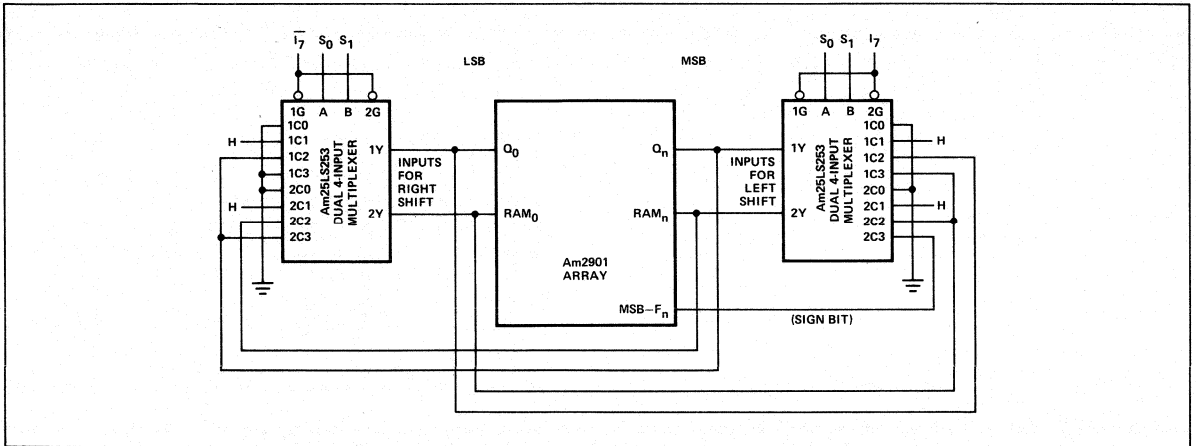 I̅7 S0 S1
LSB
MSB
S0 S1 I7
1G A B 2G
1C0
H 1C1
1C2
1C3
2C0
H 2C1
2C2
2C3
Am25LS253
DUAL 4-INPUT
MULTIPLEXER
1Y
2Y
INPUTS
FOR
RIGHT
SHIFT
Q0
RAM0
Qn
RAMn
Am2901
ARRAY
MSB–Fn
INPUTS
FOR
LEFT
SHIFT
1G A B 2G
1Y
2Y
Am25LS253
DUAL 4-INPUT
MULTIPLEXER
1C0
1C1 H
1C2
1C3
2C0
2C1 H
2C2
2C3
(SIGN BIT)